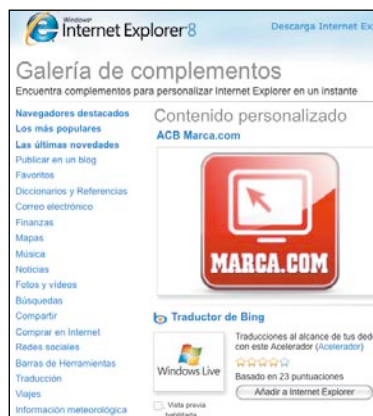 Windows®
Internet Explorer 8
Descarga Internet Ex
Galería de complementos
Encuentra complementos para personalizar Internet Explorer en un instante
Navegadores destacados
Los más populares
Las últimas novedades
Publicar en un blog
Favoritos
Diccionarios y Referencias
Correo electrónico
Finanzas
Mapas
Música
Noticias
Fotos y vídeos
Búsquedas
Compartir
Comprar en Internet
Redes sociales
Barras de Herramientas
Traducción
Viajes
Información meteorológica
Contenido personalizado
ACB Marca.com
MARCA.COM
Traductor de Bing
Windows Live
Traducciones al alcance de tus dedo
con este Acelerador (Acelerador)
Basado en 23 puntuaciones
Añadir a Internet Explorer
Vista previa
habilitada